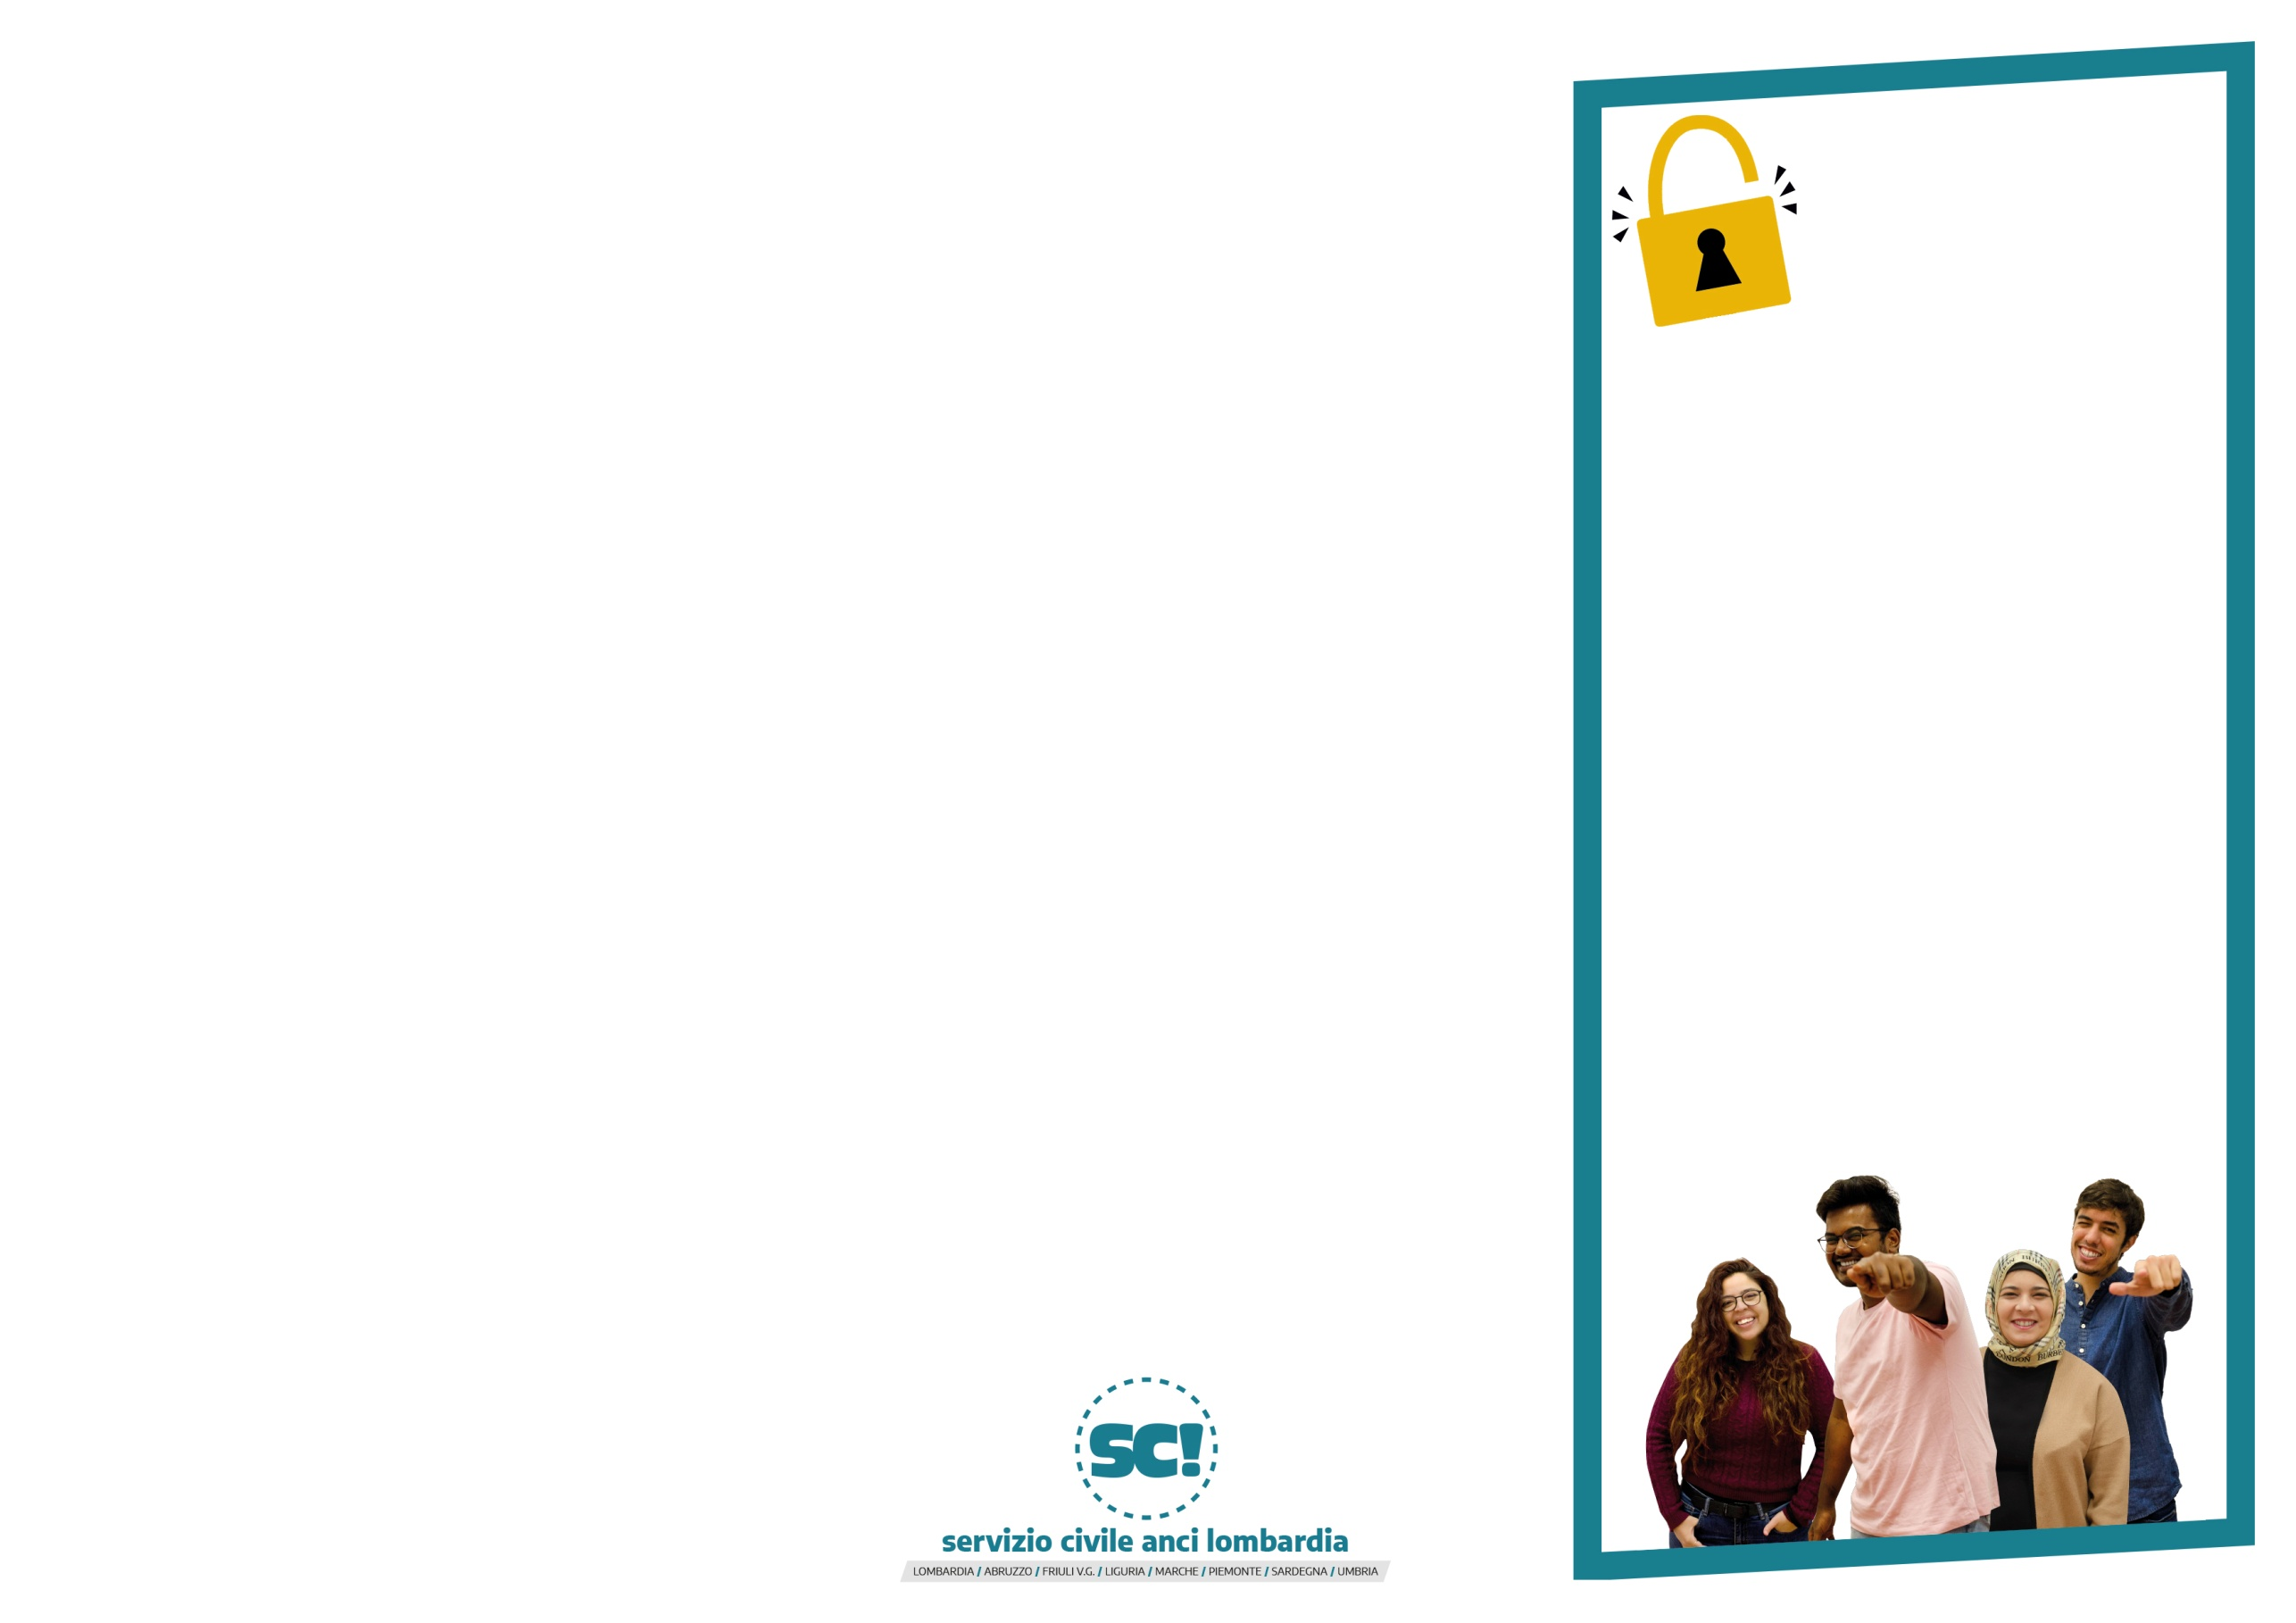 sc!
servizio civile anci lombardia
LOMBARDIA / ABRUZZO / FRIULI V.G. / LIGURIA / MARCHE / PIEMONTE / SARDEGNA / UMBRIA